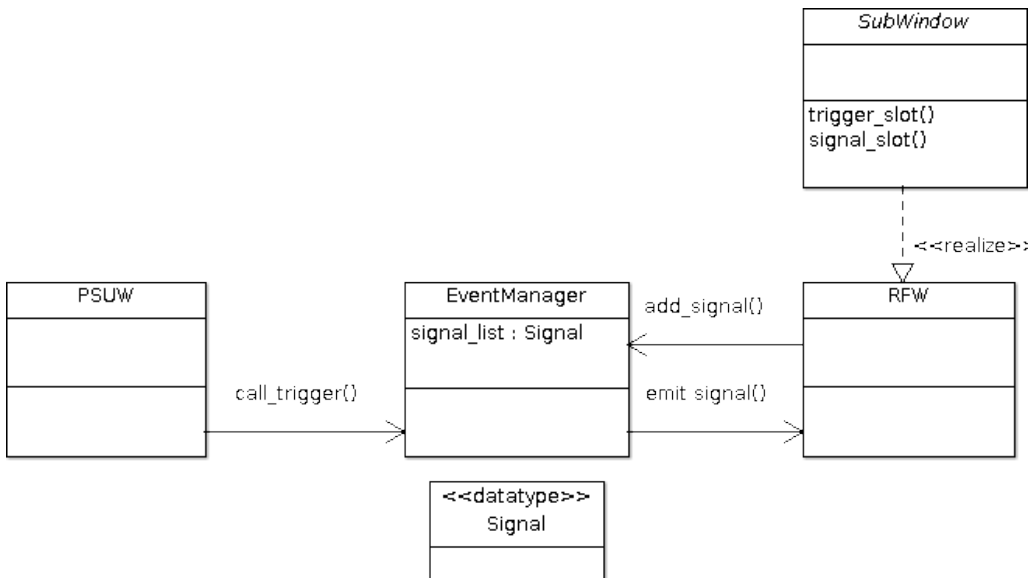 SubWindow
trigger_slot()
signal_slot()
<<realize>>
PSUW
EventManager
signal_list : Signal
add_signal()
RFW
call_trigger()
emit signal()
<<datatype>>
Signal